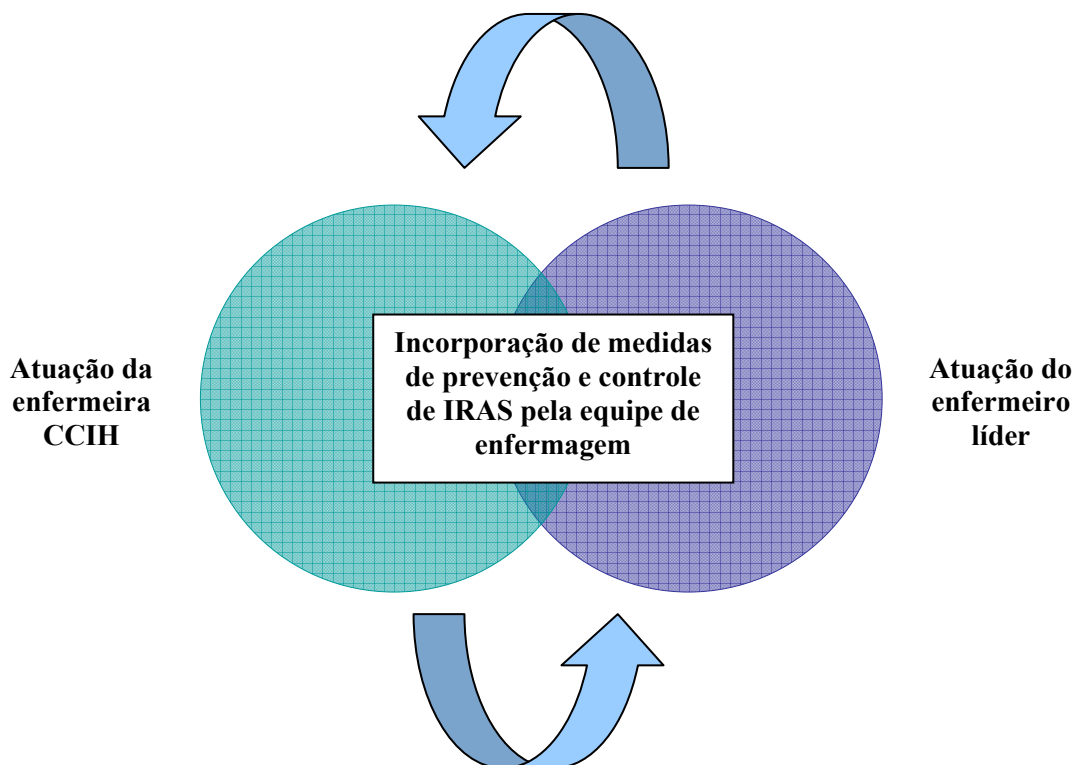 Atuação da
enfermeira
CCIH
Incorporação de medidas
de prevenção e controle
de IRAS pela equipe de
enfermagem
Atuação do
enfermeiro
líder